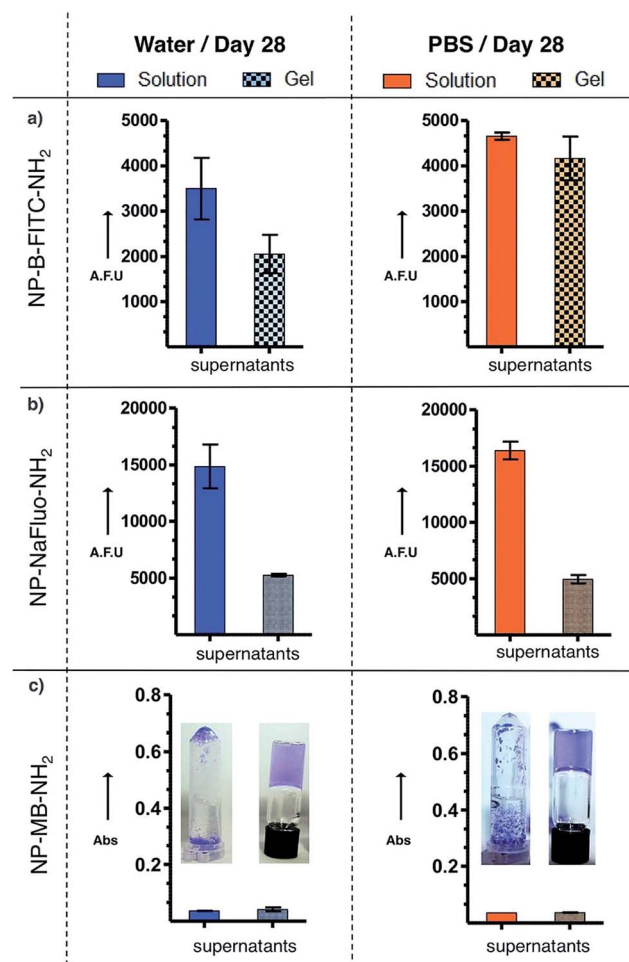 Water / Day 28 PBS / Day 28
Solution Gel Solution Gel
a)
NP-B-FITC-NH₂
5000 5000
4000 4000
3000 3000
2000 2000
1000 1000
A.F.U A.F.U
supernatants supernatants
b)
NP-NaFluo-NH₂
20000 20000
15000 15000
10000 10000
5000 5000
A.F.U A.F.U
supernatants supernatants
c)
NP-MB-NH₂
0.8 0.8
0.6 0.6
0.4 0.4
0.2 0.2
Abs Abs
supernatants supernatants